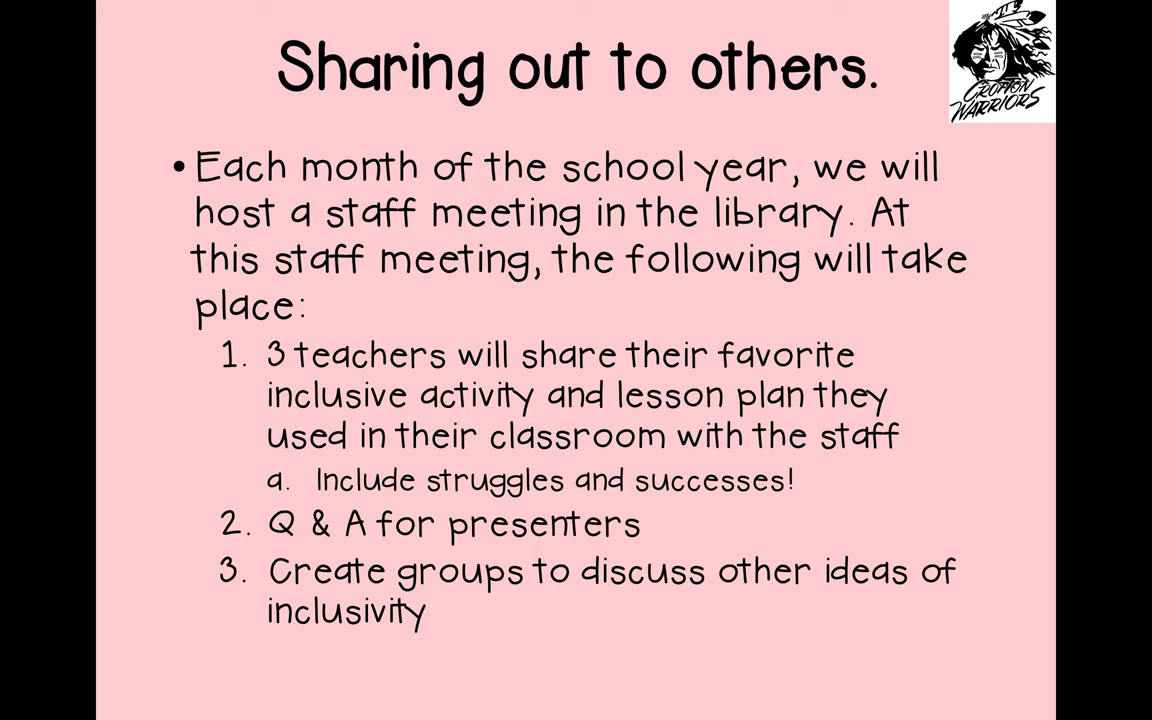 Sharing out to others.
CROFTON
WARRIORS
• Each month of the school year, we will
host a staff meeting in the library. At
this staff meeting, the following will take
place:
1. 3 teachers will share their favorite
inclusive activity and lesson plan they
used in their classroom with the staff
a. Include struggles and successes!
2. Q & A for presenters
3. Create groups to discuss other ideas of
inclusivity